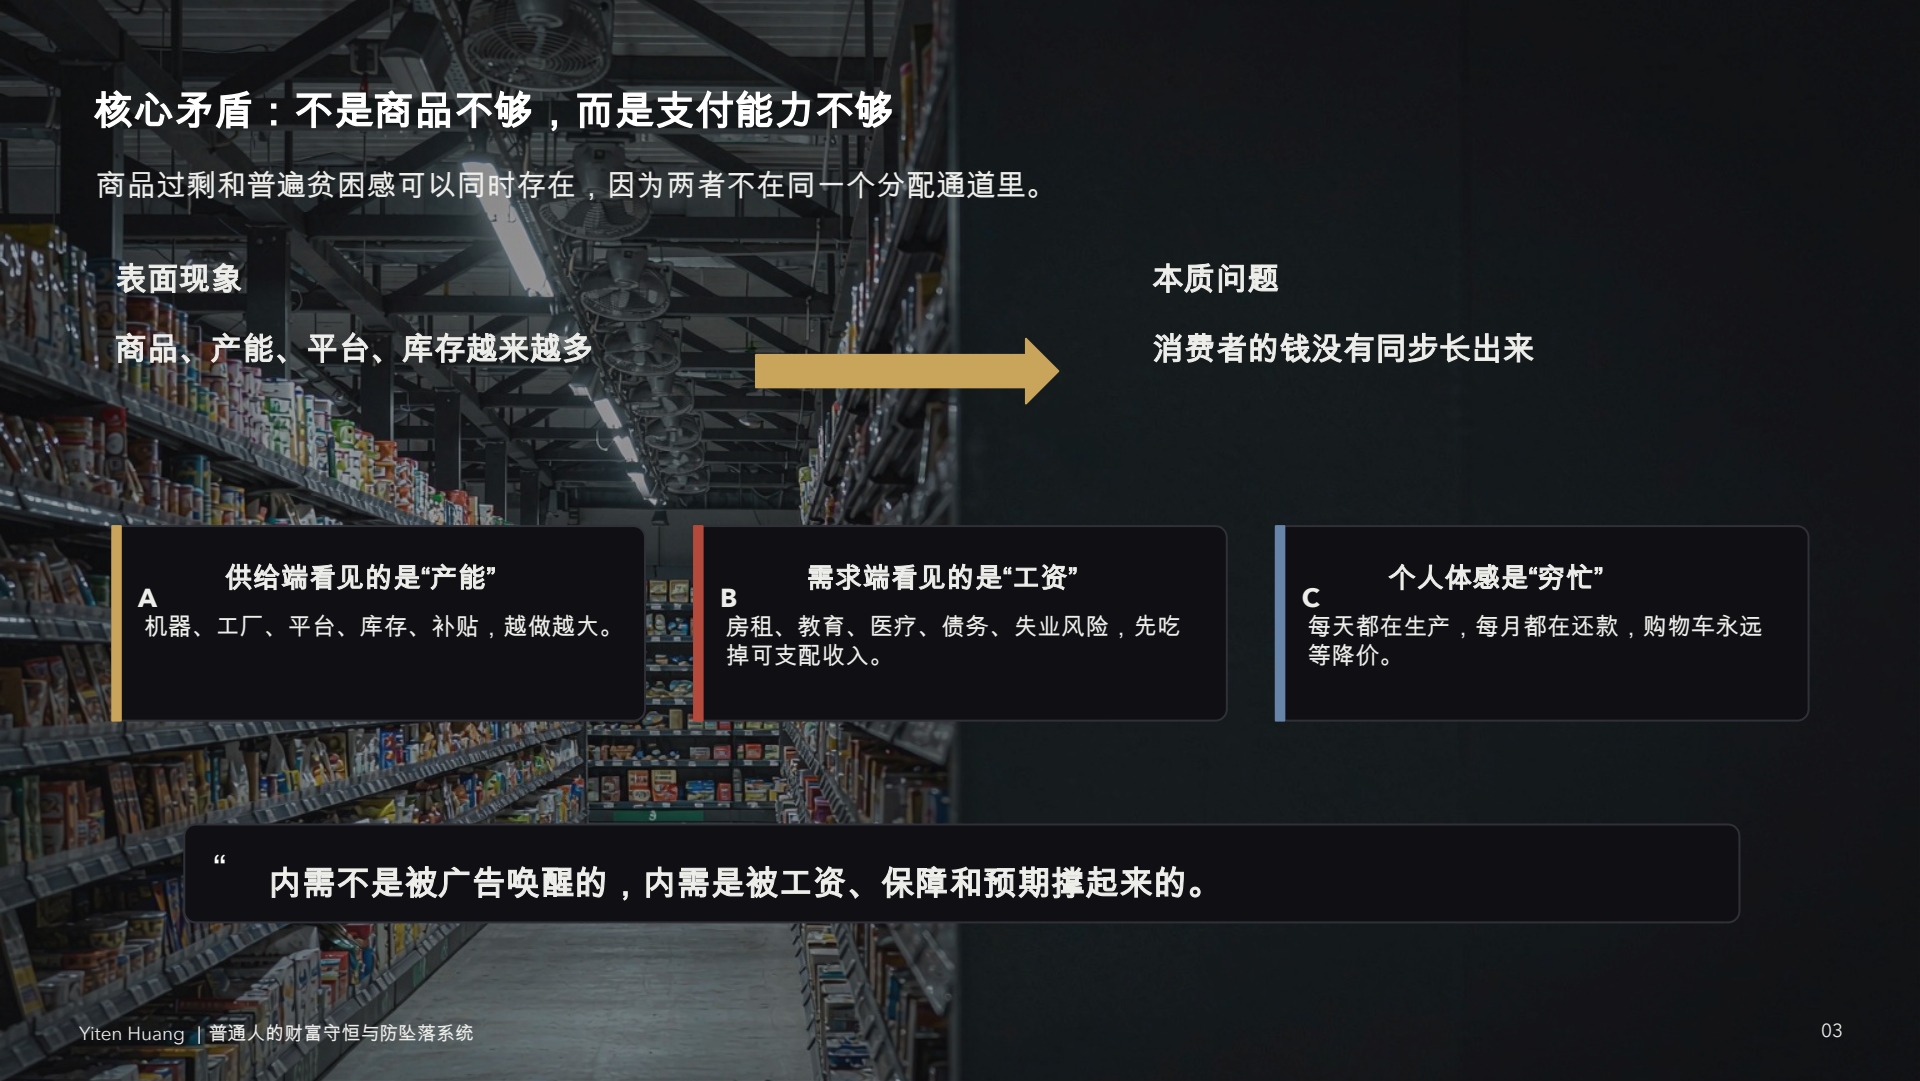 核心矛盾：不是商品不够，而是支付能力不够
商品过剩和普遍贫困感可以同时存在，因为两者不在同一个分配通道里。
表面现象
商品、产能、平台、库存越来越多
本质问题
消费者的钱没有同步长出来
A
供给端看见的是“产能”
机器、工厂、平台、库存、补贴，越做越大。
B
需求端看见的是“工资”
房租、教育、医疗、债务、失业风险，先吃
掉可支配收入。
C
个人体感是“穷忙”
每天都在生产，每月都在还款，购物车永远
等降价。
“
内需不是被广告唤醒的，内需是被工资、保障和预期撑起来的。
Yiten Huang ｜普通人的财富守恒与防坠落系统
03